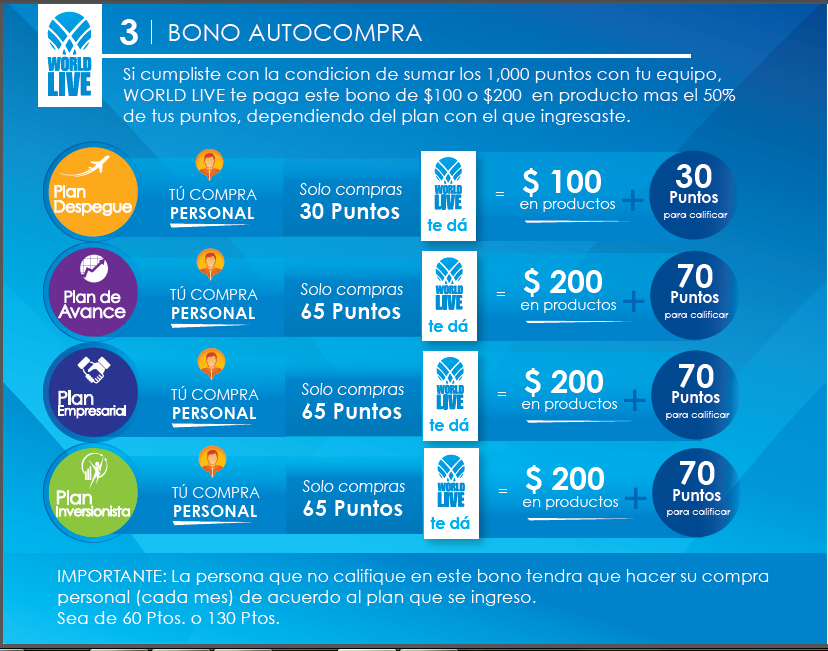 WORLD
LIVE
3 | BONO AUTOCOMPRA
Si cumpliste con la condicion de sumar los 1,000 puntos con tu equipo,
WORLD LIVE te paga este bono de $100 o $200 en producto mas el 50%
de tus puntos, dependiendo del plan con el que ingresaste.
Plan
Despegue
TÚ COMPRA
PERSONAL
Solo compras
30 Puntos
WORLD
LIVE
te dá
=
$ 100
en productos
+
30
Puntos
para calificar
Plan de
Avance
TÚ COMPRA
PERSONAL
Solo compras
65 Puntos
WORLD
LIVE
te dá
=
$ 200
en productos
+
70
Puntos
para calificar
Plan
Empresarial
TÚ COMPRA
PERSONAL
Solo compras
65 Puntos
WORLD
LIVE
te dá
=
$ 200
en productos
+
70
Puntos
para calificar
Plan
Inversionista
TÚ COMPRA
PERSONAL
Solo compras
65 Puntos
WORLD
LIVE
te dá
=
$ 200
en productos
+
70
Puntos
para calificar
IMPORTANTE: La persona que no califique en este bono tendra que hacer su compra
personal (cada mes) de acuerdo al plan que se ingreso.
Sea de 60 Ptos. o 130 Ptos.